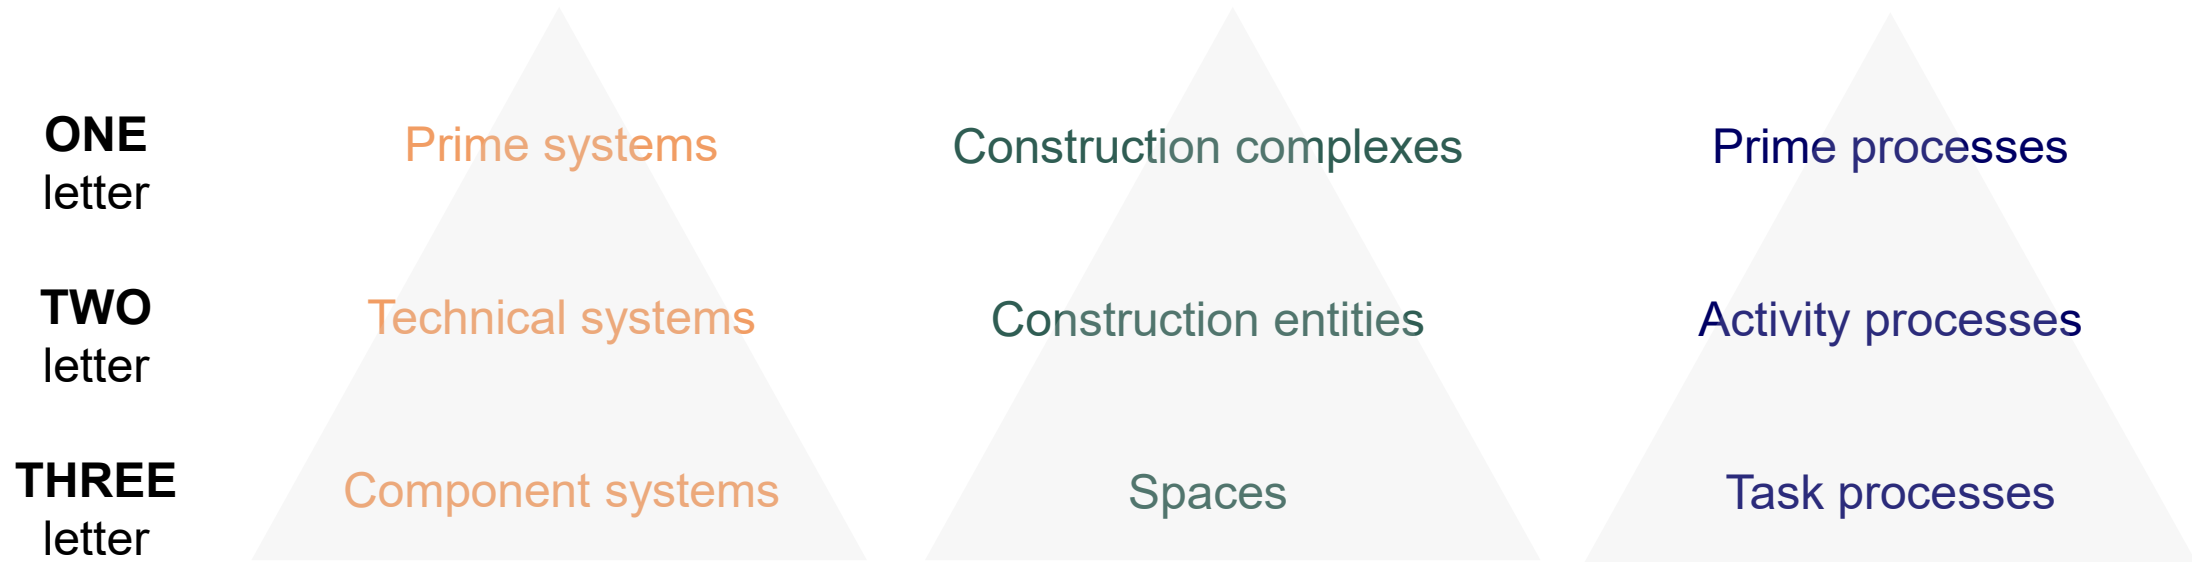 ONE
letter
Prime systems
Construction complexes
Prime processes
TWO
letter
Technical systems
Construction entities
Activity processes
THREE
letter
Component systems
Spaces
Task processes